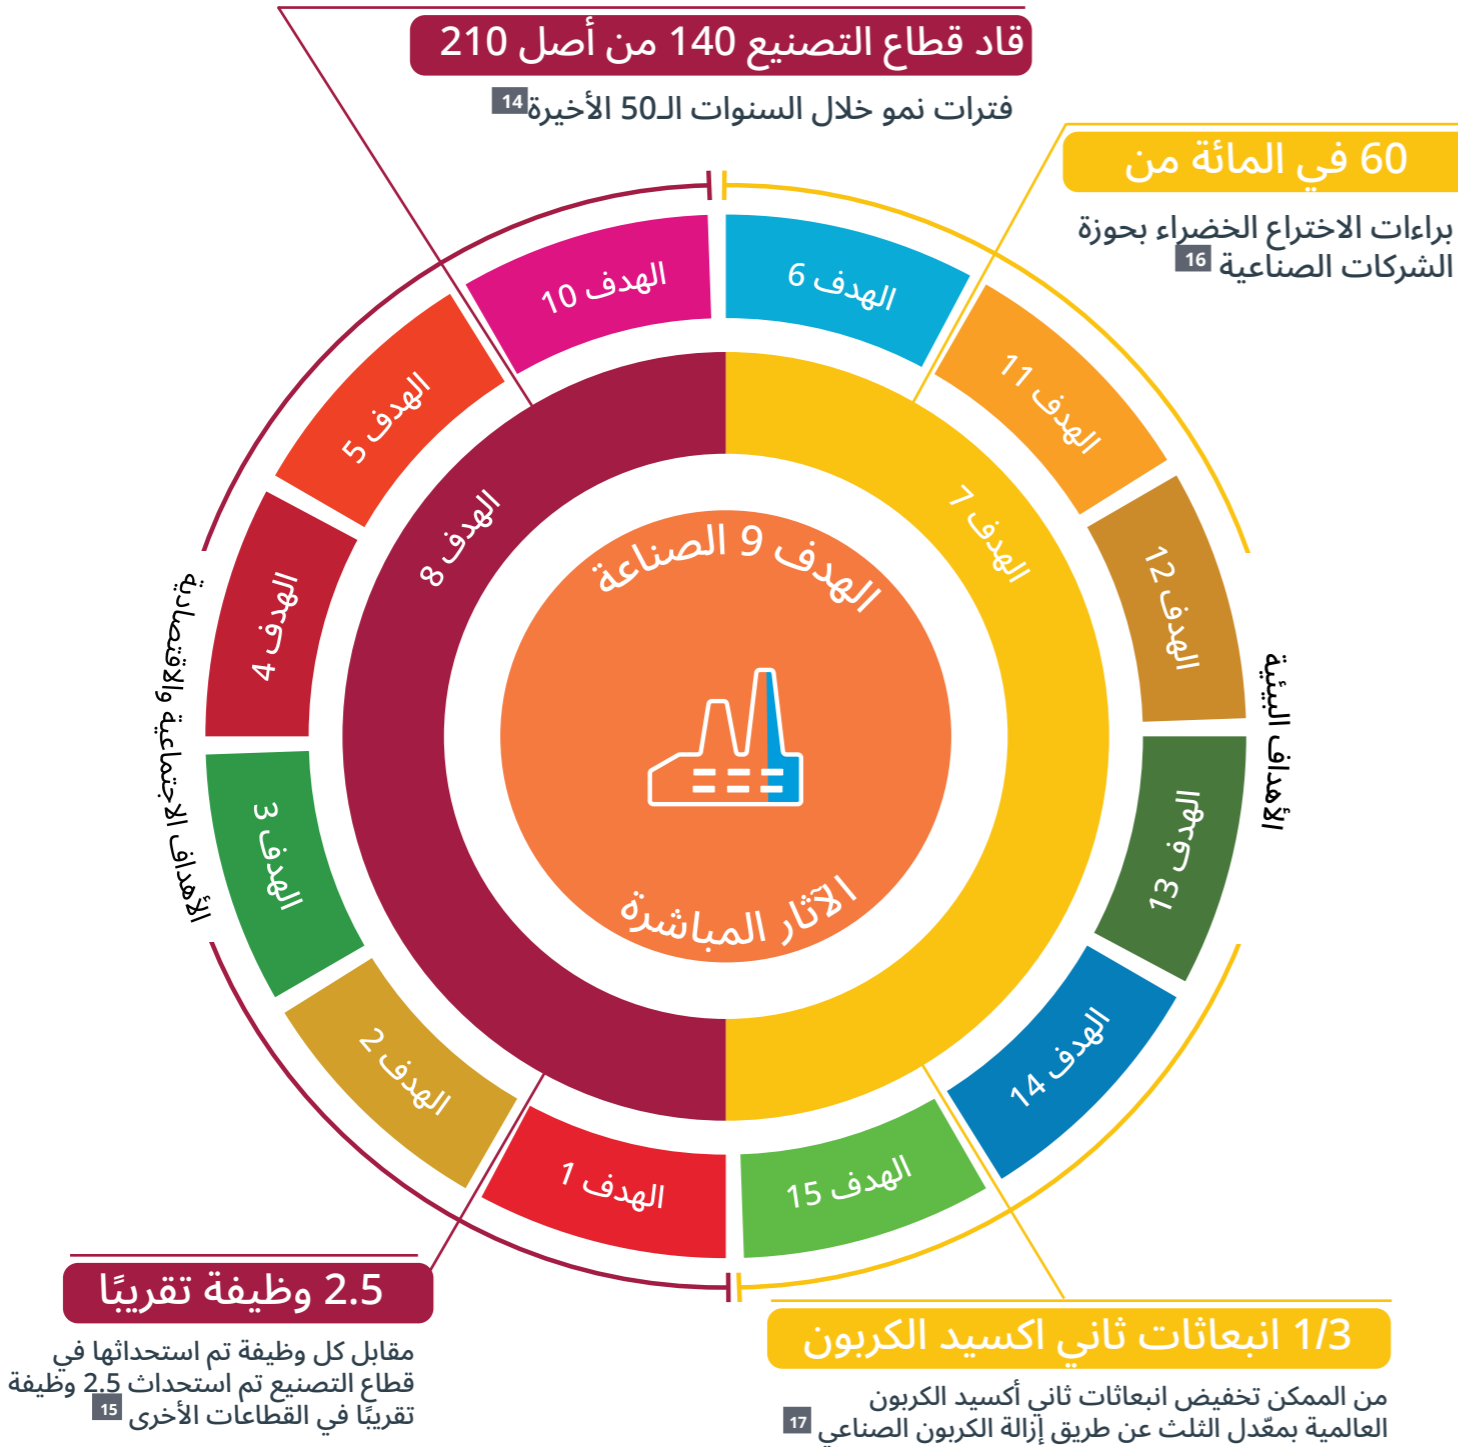 قاد قطاع التصنيع 140 من أصل 210
فترات نمو خلال السنوات الـ50 الأخيرة 14
60 في المائة من
براءات الاختراع الخضراء بحوزة
الشركات الصناعية 16
الهدف 10
الهدف 6
الهدف 5
الهدف 11
الهدف 4
الهدف 12
الهدف 3
الهدف 13
الهدف 2
الهدف 14
الهدف 1
الهدف 15
الهدف 8
الهدف 7
الهدف 9 الصناعة
الآثار المباشرة
الأهداف الاجتماعية والاقتصادية
الأهداف البيئية
2.5 وظيفة تقريبًا
مقابل كل وظيفة تم استحداثها في
قطاع التصنيع تم استحداث 2.5 وظيفة
تقريبًا في القطاعات الأخرى 15
1/3 انبعاثات ثاني اكسيد الكربون
من الممكن تخفيض انبعاثات ثاني أكسيد الكربون
العالمية بمعّدل الثلث عن طريق إزالة الكربون الصناعي 17